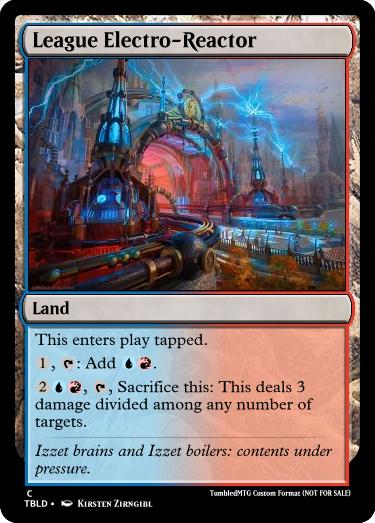 League Electro-Reactor
Land
This enters play tapped.
1, : Add .
2 , , Sacrifice this: This deals 3
damage divided among any number of
targets.
Izzet brains and Izzet boilers: contents under
pressure.
C
TBLD • Kirsten Zirngibl
TumbledMTG Custom Format (NOT FOR SALE)